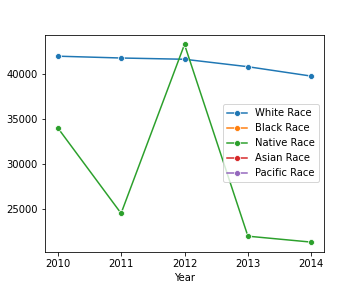 40000
35000
30000
25000
White Race
Black Race
Native Race
Asian Race
Pacific Race
2010 2011 2012 2013 2014
Year